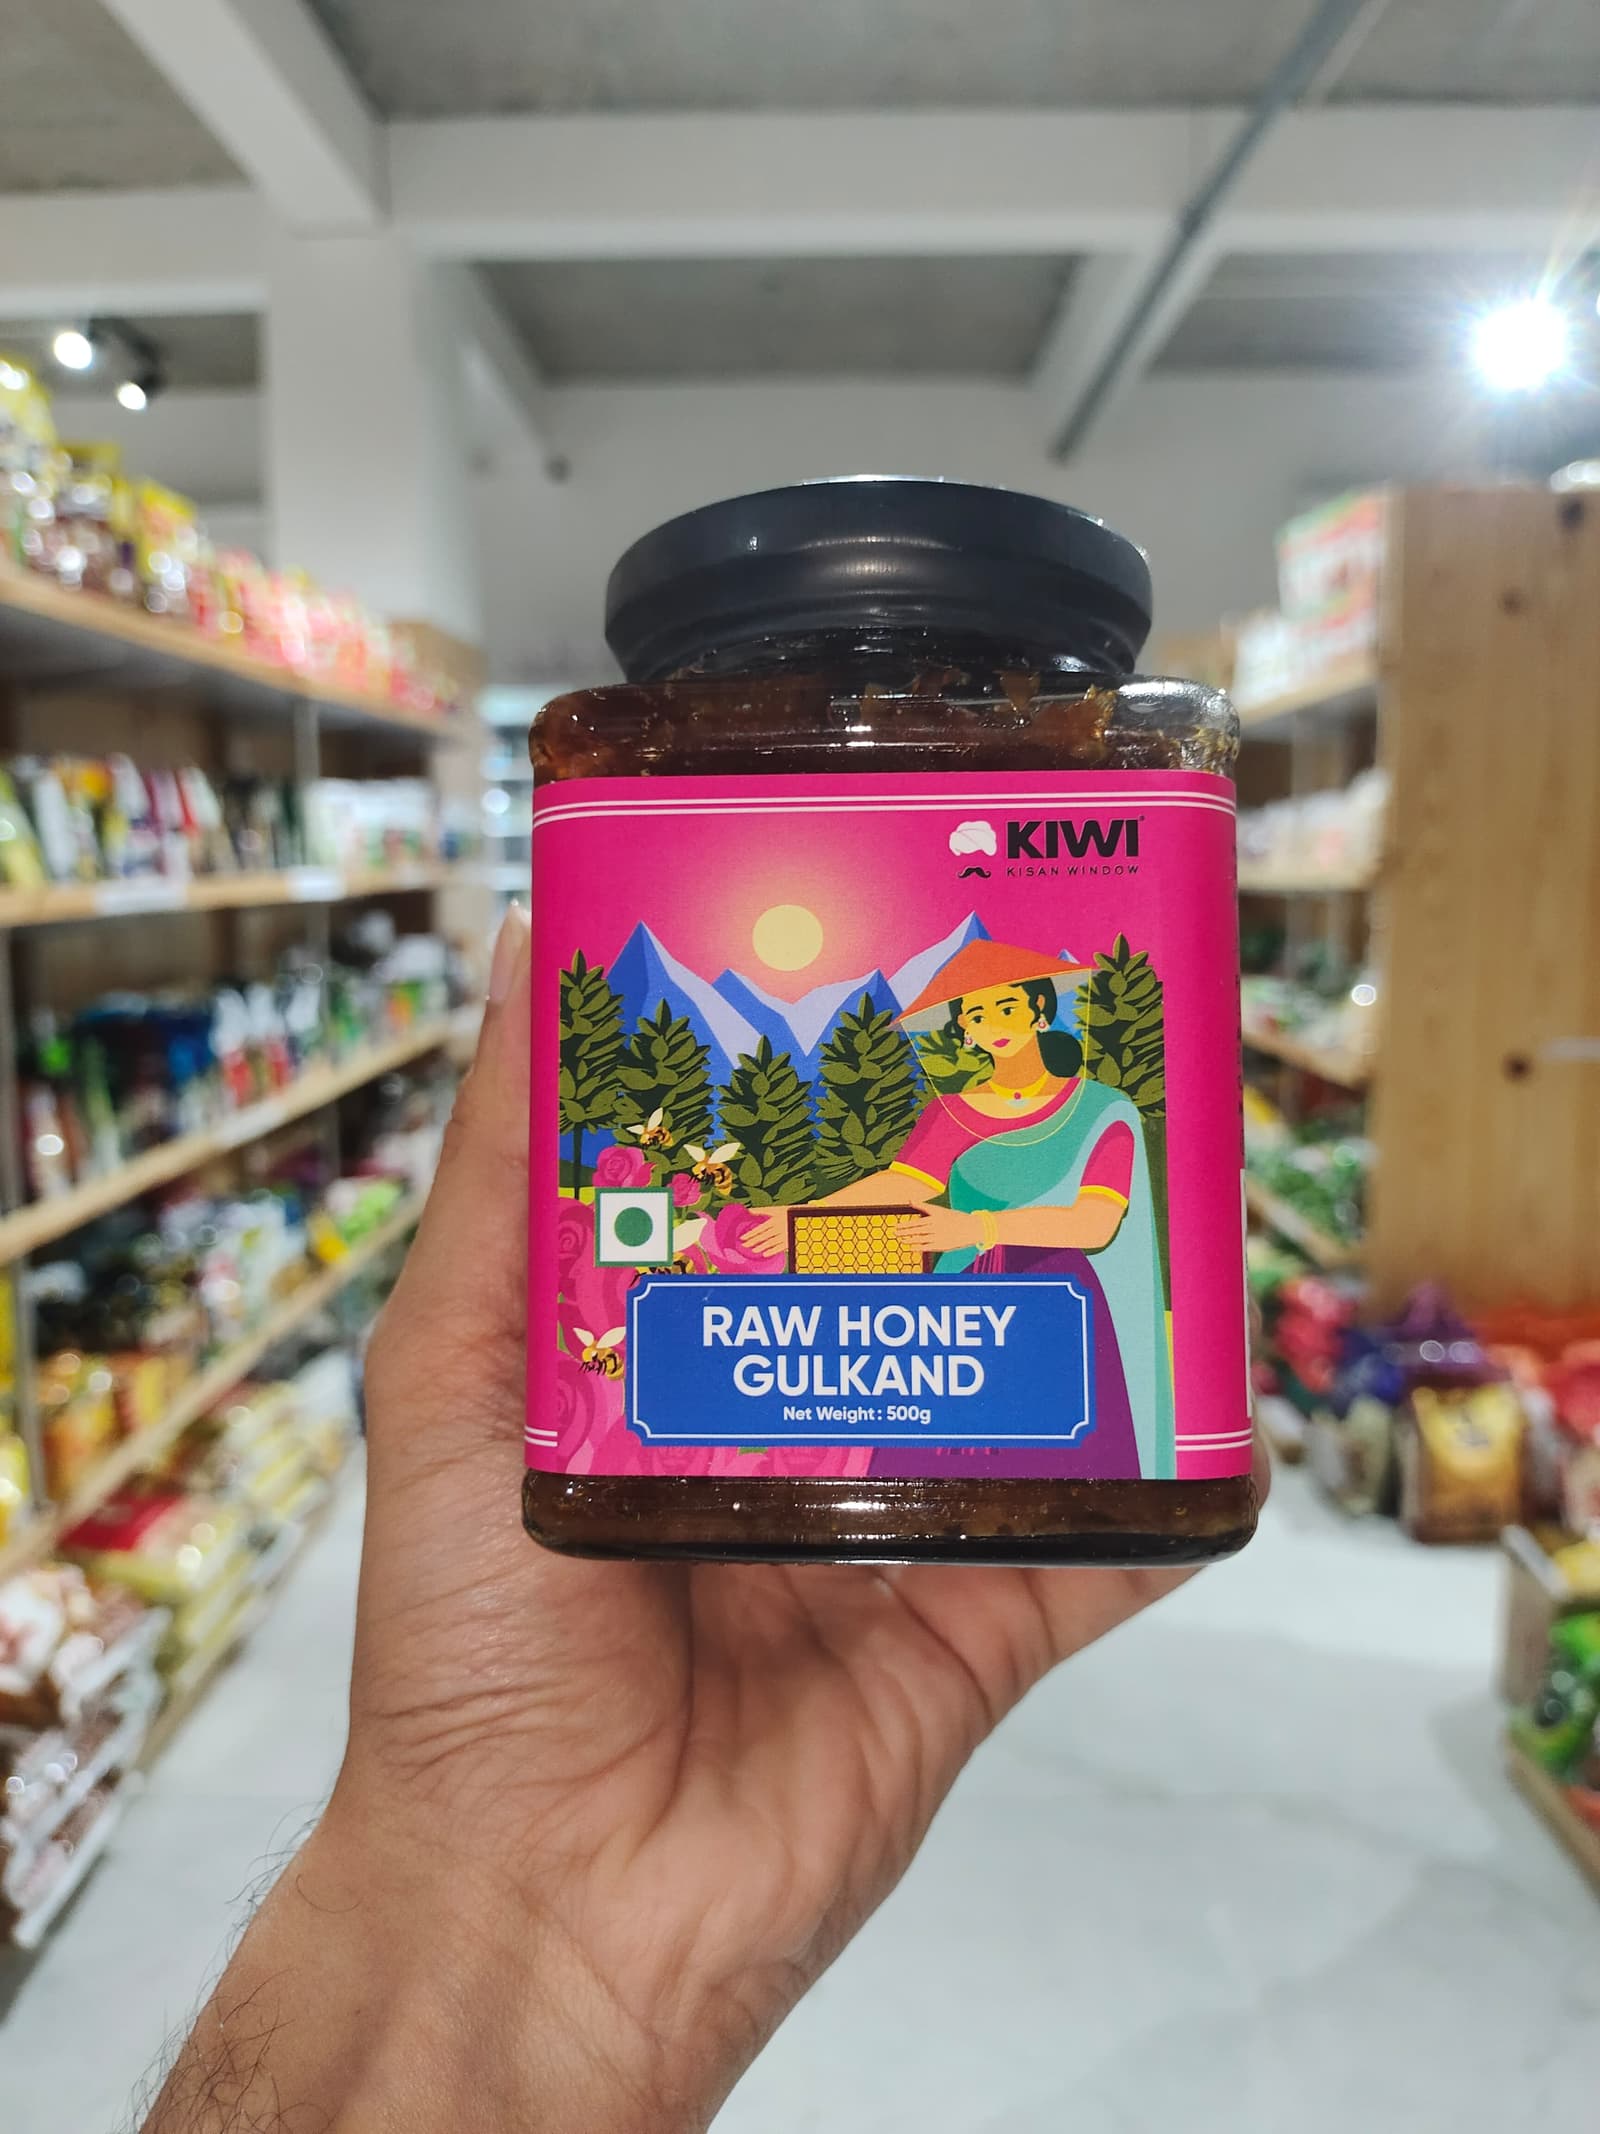 KIWI
KISAN WINDOW
RAW HONEY
GULKAND
Net Weight: 500g